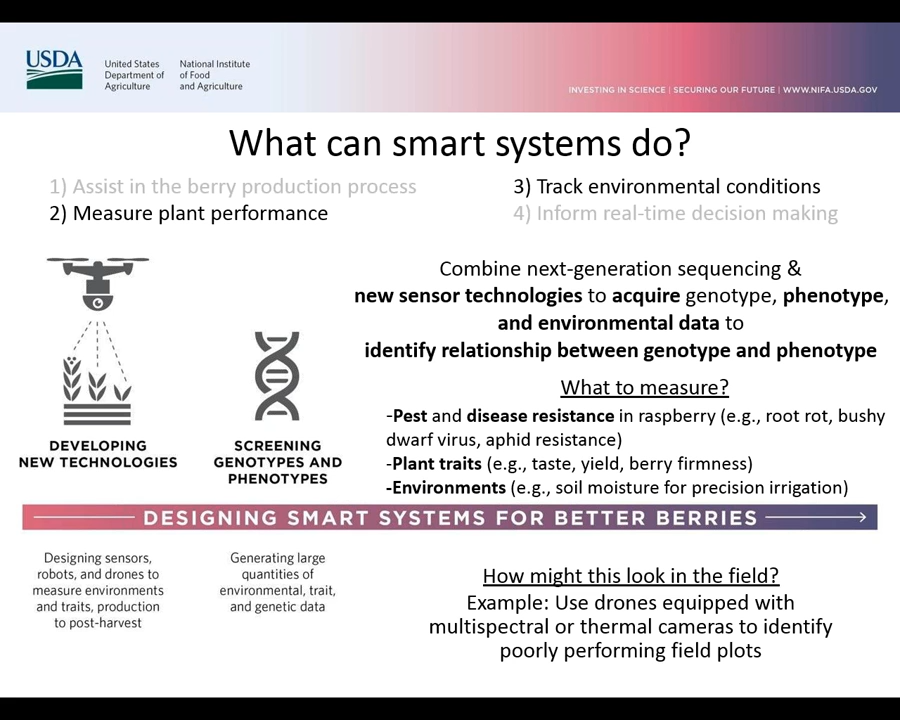 USDA
United States
Department of
Agriculture
National Institute
of Food
and Agriculture
INVESTING IN SCIENCE | SECURING OUR FUTURE | WWW.NIFA.USDA.GOV
What can smart systems do?
1) Assist in the berry production process
2) Measure plant performance
3) Track environmental conditions
4) Inform real-time decision making
Combine next-generation sequencing &
new sensor technologies to acquire genotype, phenotype,
and environmental data to
identify relationship between genotype and phenotype
What to measure?
-Pest and disease resistance in raspberry (e.g., root rot, bushy
dwarf virus, aphid resistance)
-Plant traits (e.g., taste, yield, berry firmness)
-Environments (e.g., soil moisture for precision irrigation)
DEVELOPING
NEW TECHNOLOGIES
SCREENING
GENOTYPES AND
PHENOTYPES
DESIGNING SMART SYSTEMS FOR BETTER BERRIES
Designing sensors,
robots, and drones to
measure environments
and traits, production
to post-harvest
Generating large
quantities of
environmental, trait,
and genetic data
How might this look in the field?
Example: Use drones equipped with
multispectral or thermal cameras to identify
poorly performing field plots